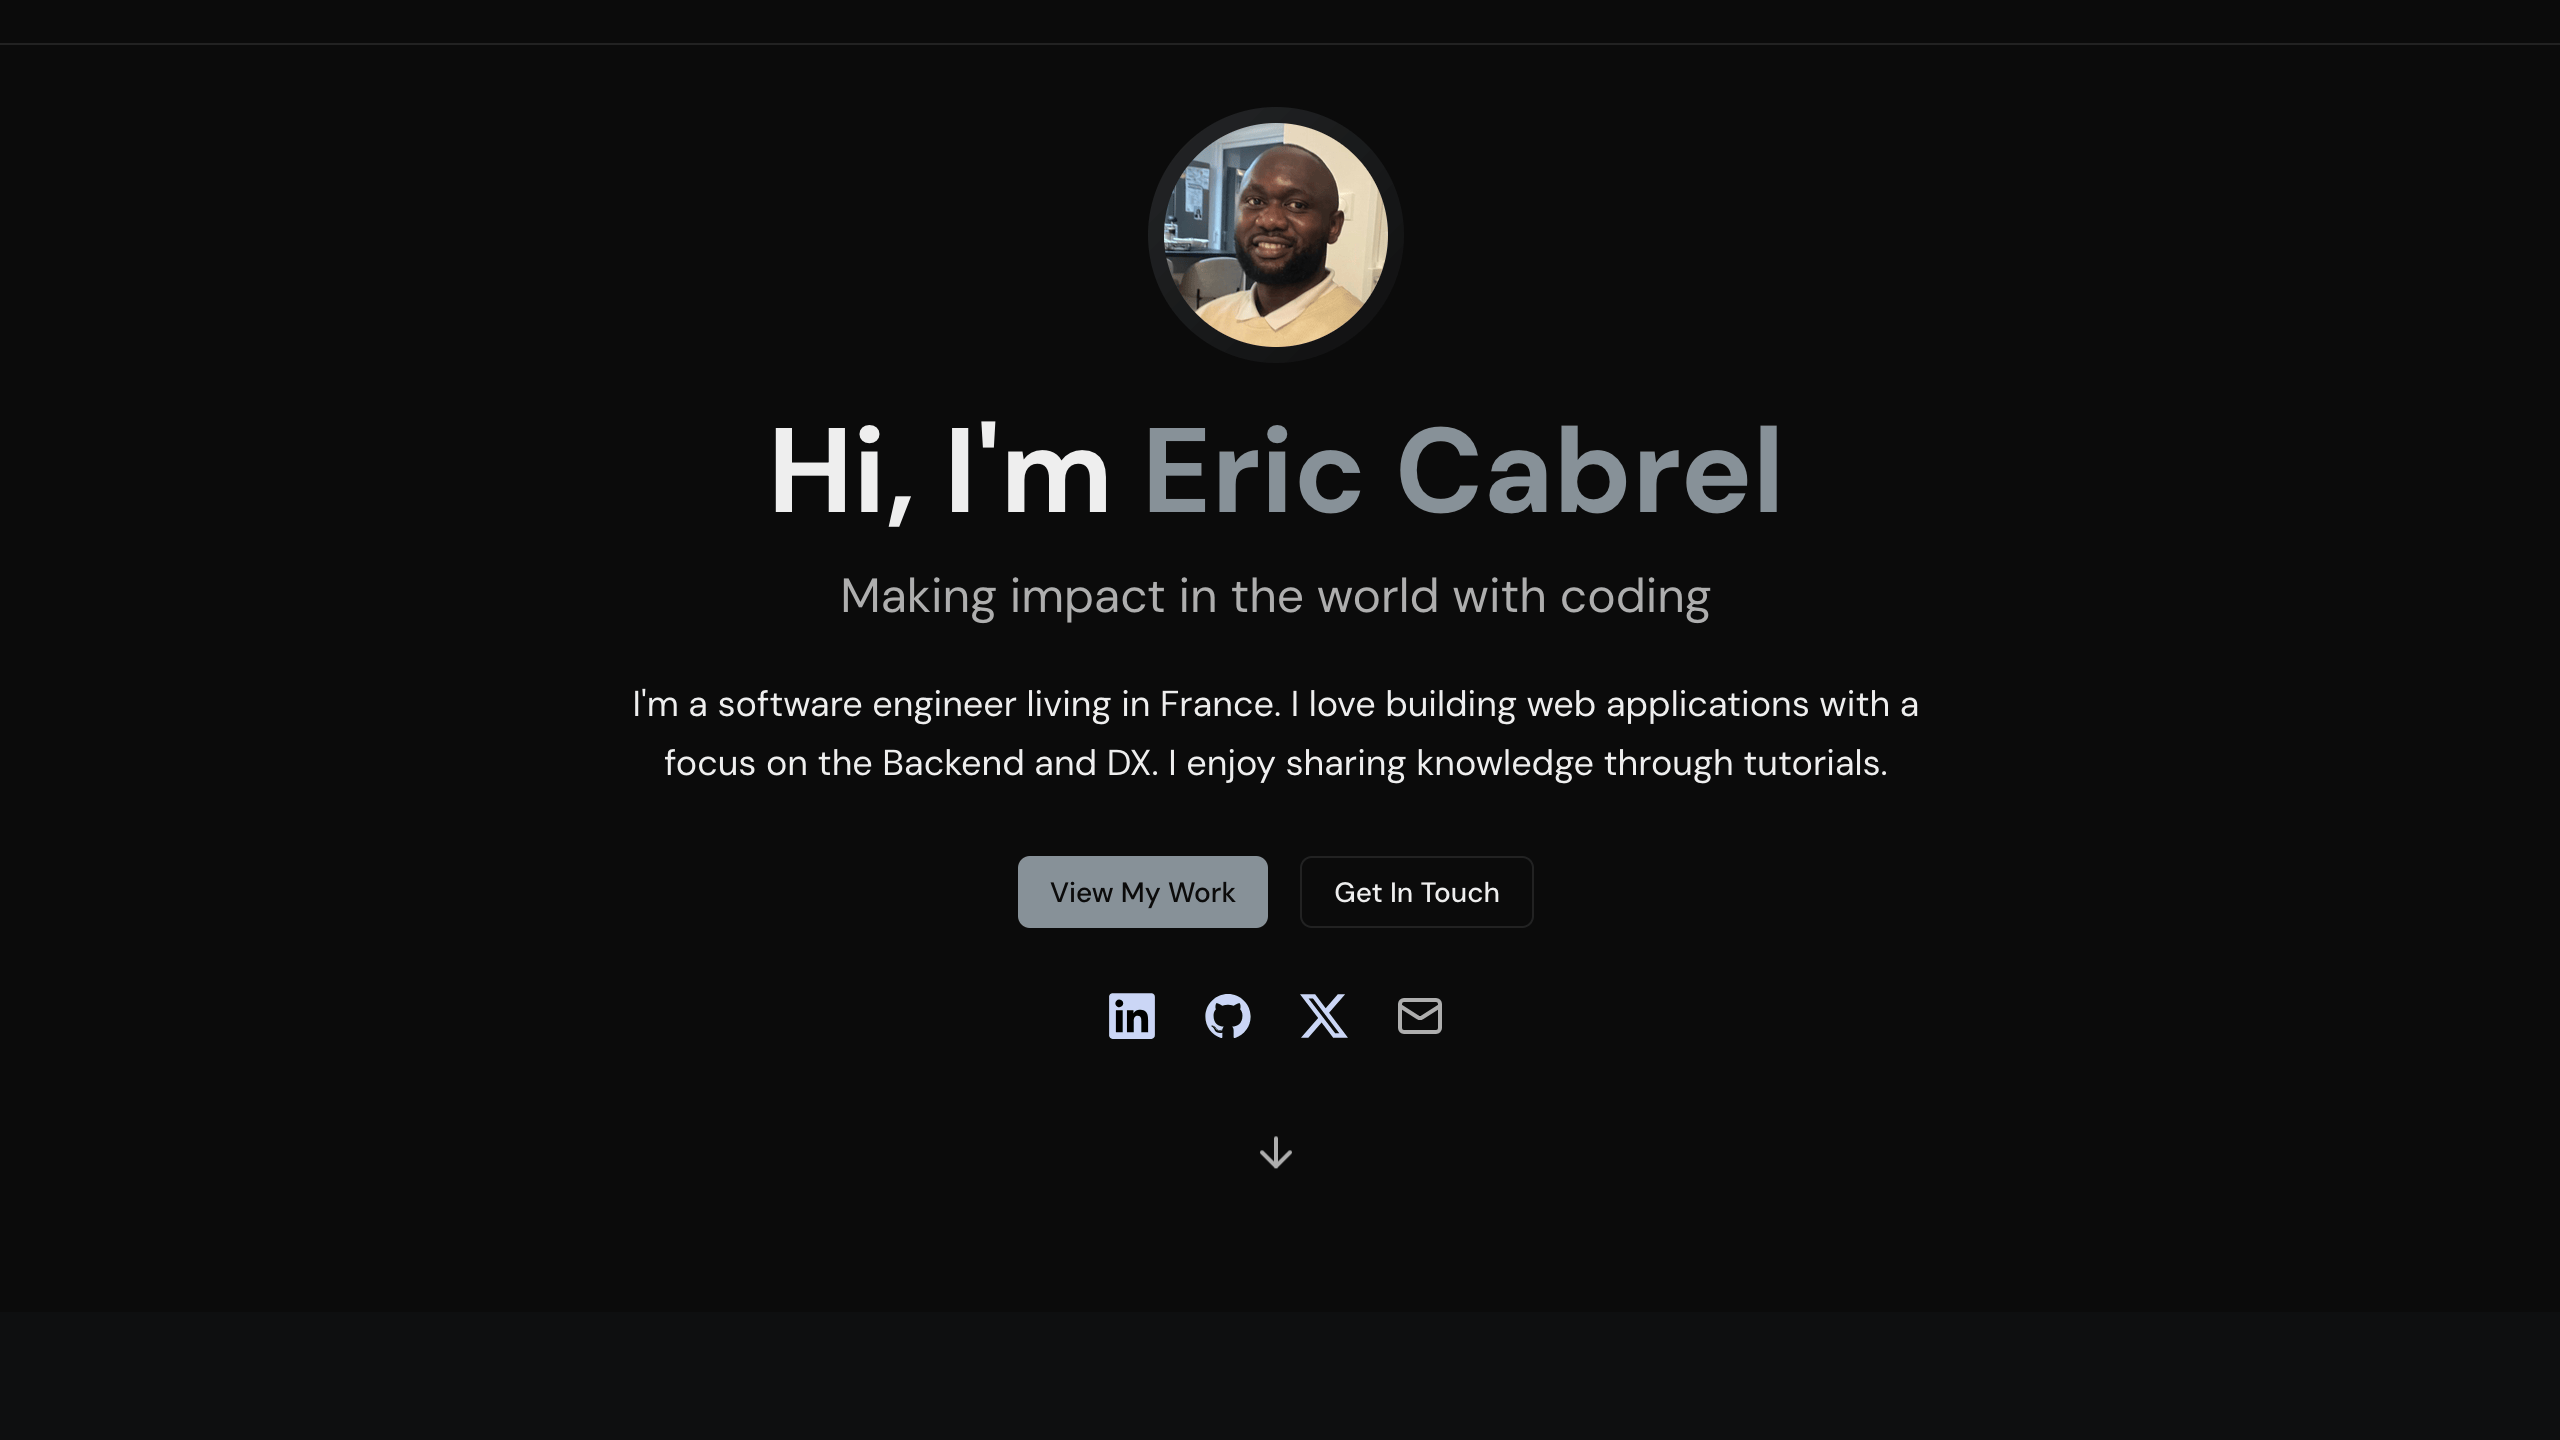 Hi, I'm Eric Cabrel
Making impact in the world with coding
I'm a software engineer living in France. I love building web applications with a
focus on the Backend and DX. I enjoy sharing knowledge through tutorials.
View My Work
Get In Touch
in